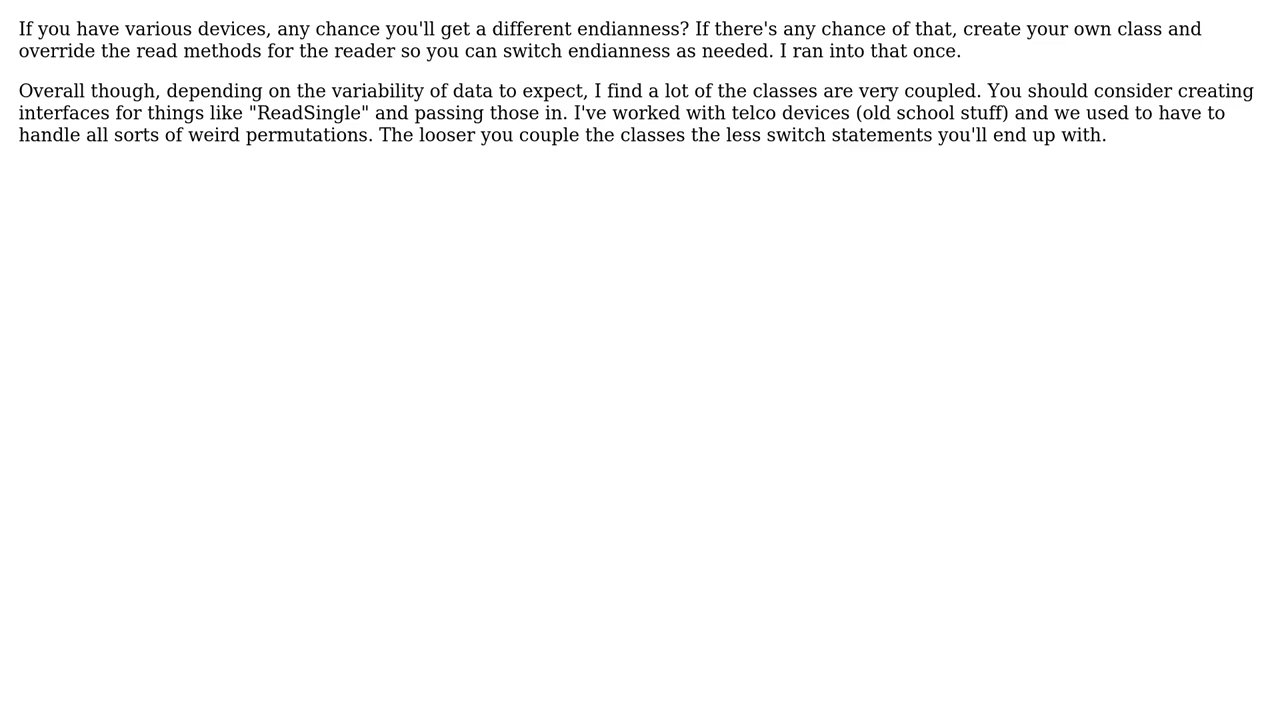 If you have various devices, any chance you'll get a different endianness? If there's any chance of that, create your own class and
override the read methods for the reader so you can switch endianness as needed. I ran into that once.
Overall though, depending on the variability of data to expect, I find a lot of the classes are very coupled. You should consider creating
interfaces for things like "ReadSingle" and passing those in. I've worked with telco devices (old school stuff) and we used to have to
handle all sorts of weird permutations. The looser you couple the classes the less switch statements you'll end up with.